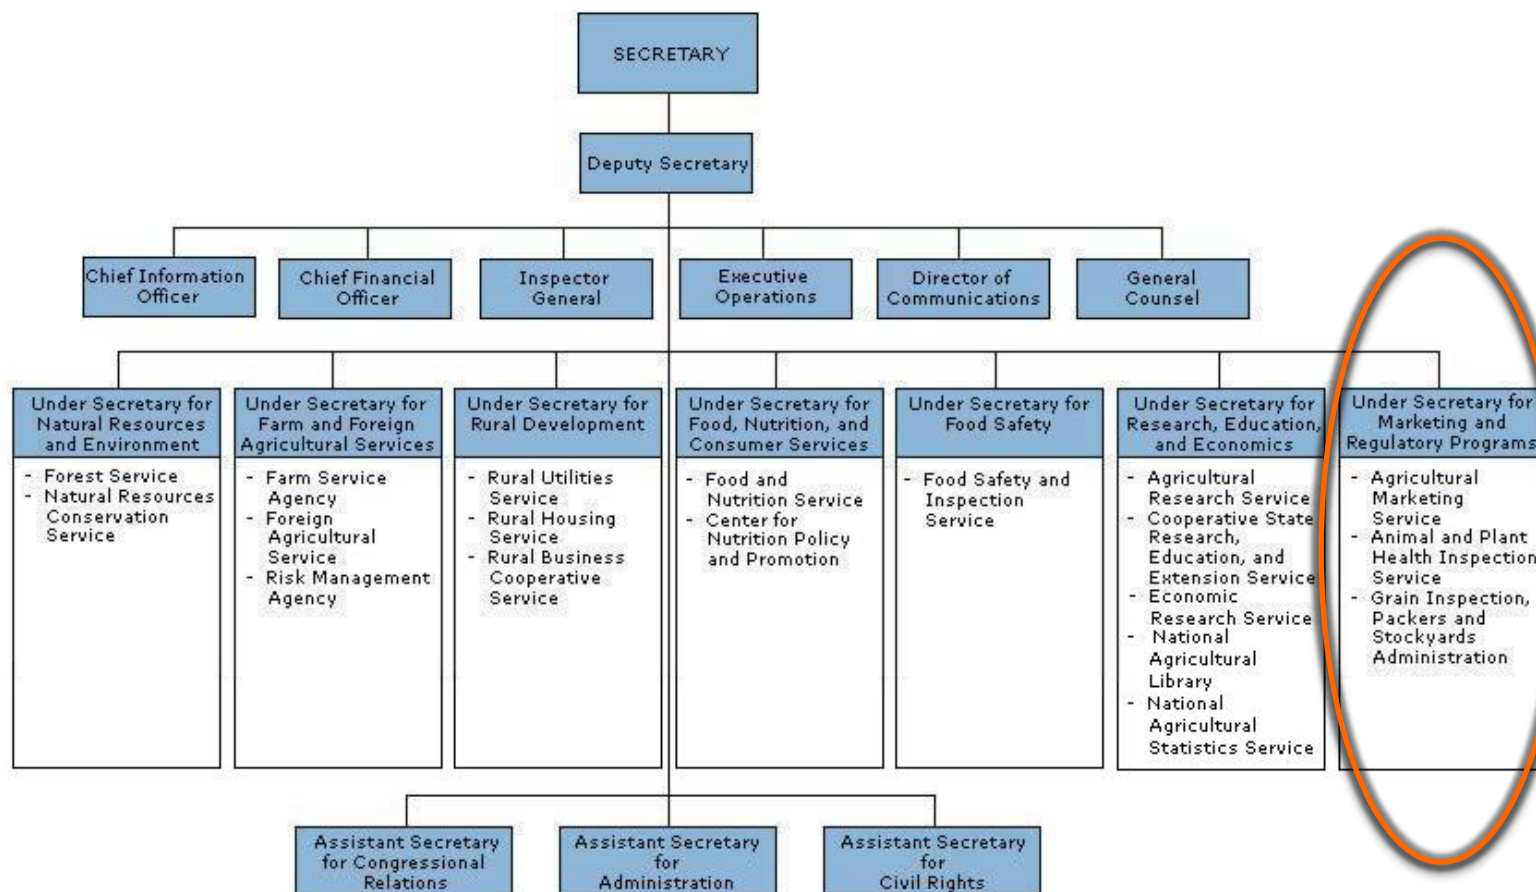 SECRETARY
Deputy Secretary
Chief Information
Officer
Chief Financial
Officer
Inspector
General
Executive
Operations
Director of
Communications
General
Counsel
Under Secretary for
Natural Resources
and Environment
- Forest Service
- Natural Resources
Conservation
Service
Under Secretary for
Farm and Foreign
Agricultural Services
- Farm Service
Agency
- Foreign
Agricultural
Service
- Risk Management
Agency
Under Secretary for
Rural Development
- Rural Utilities
Service
- Rural Housing
Service
- Rural Business
Cooperative
Service
Under Secretary for
Food, Nutrition, and
Consumer Services
- Food and
Nutrition Service
- Center for
Nutrition Policy
and Promotion
Under Secretary for
Food Safety
- Food Safety and
Inspection
Service
Under Secretary for
Research, Education,
and Economics
- Agricultural
Research Service
- Cooperative State
Research,
Education, and
Extension Service
- Economic
Research Service
- National
Agricultural
Library
- National
Agricultural
Statistics Service
Under Secretary for
Marketing and
Regulatory Programs
- Agricultural
Marketing
Service
- Animal and Plant
Health Inspection
Service
- Grain Inspection,
Packers and
Stockyards
Administration
Assistant Secretary
for Congressional
Relations
Assistant Secretary
for
Administration
Assistant Secretary
for
Civil Rights